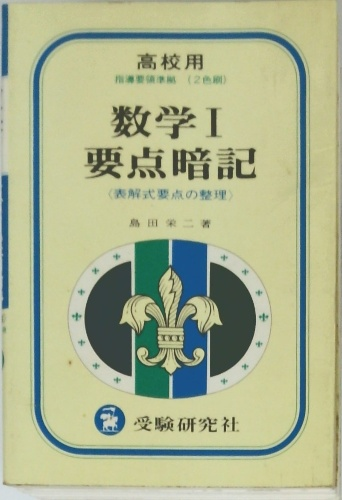 高校用
指導要領準拠 (2色刷)
数学I
要点暗記
〈表解式要点の整理〉
島田栄二著
受験研究社